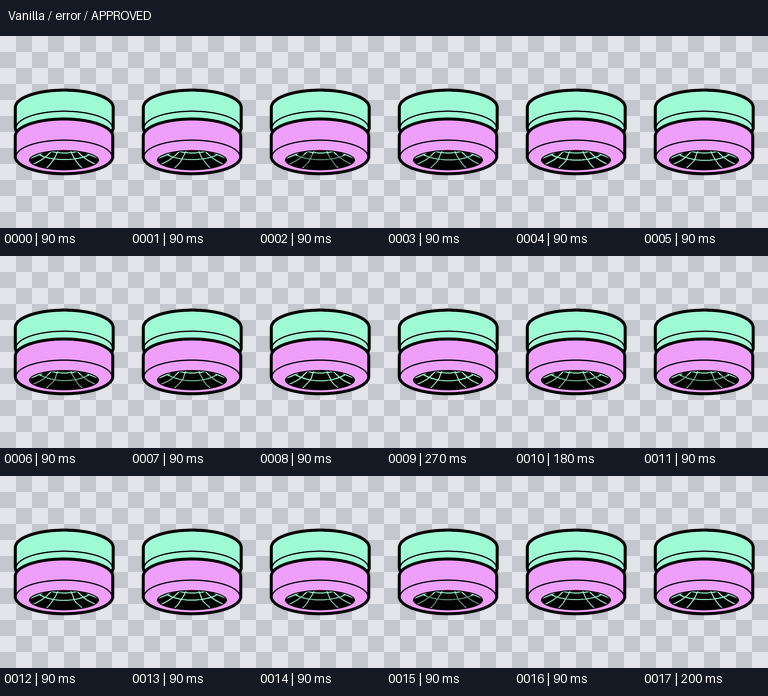 Vanilla / error / APPROVED
0000 | 90 ms
0001 | 90 ms
0002 | 90 ms
0003 | 90 ms
0004 | 90 ms
0005 | 90 ms
0006 | 90 ms
0007 | 90 ms
0008 | 90 ms
0009 | 270 ms
0010 | 180 ms
0011 | 90 ms
0012 | 90 ms
0013 | 90 ms
0014 | 90 ms
0015 | 90 ms
0016 | 90 ms
0017 | 200 ms